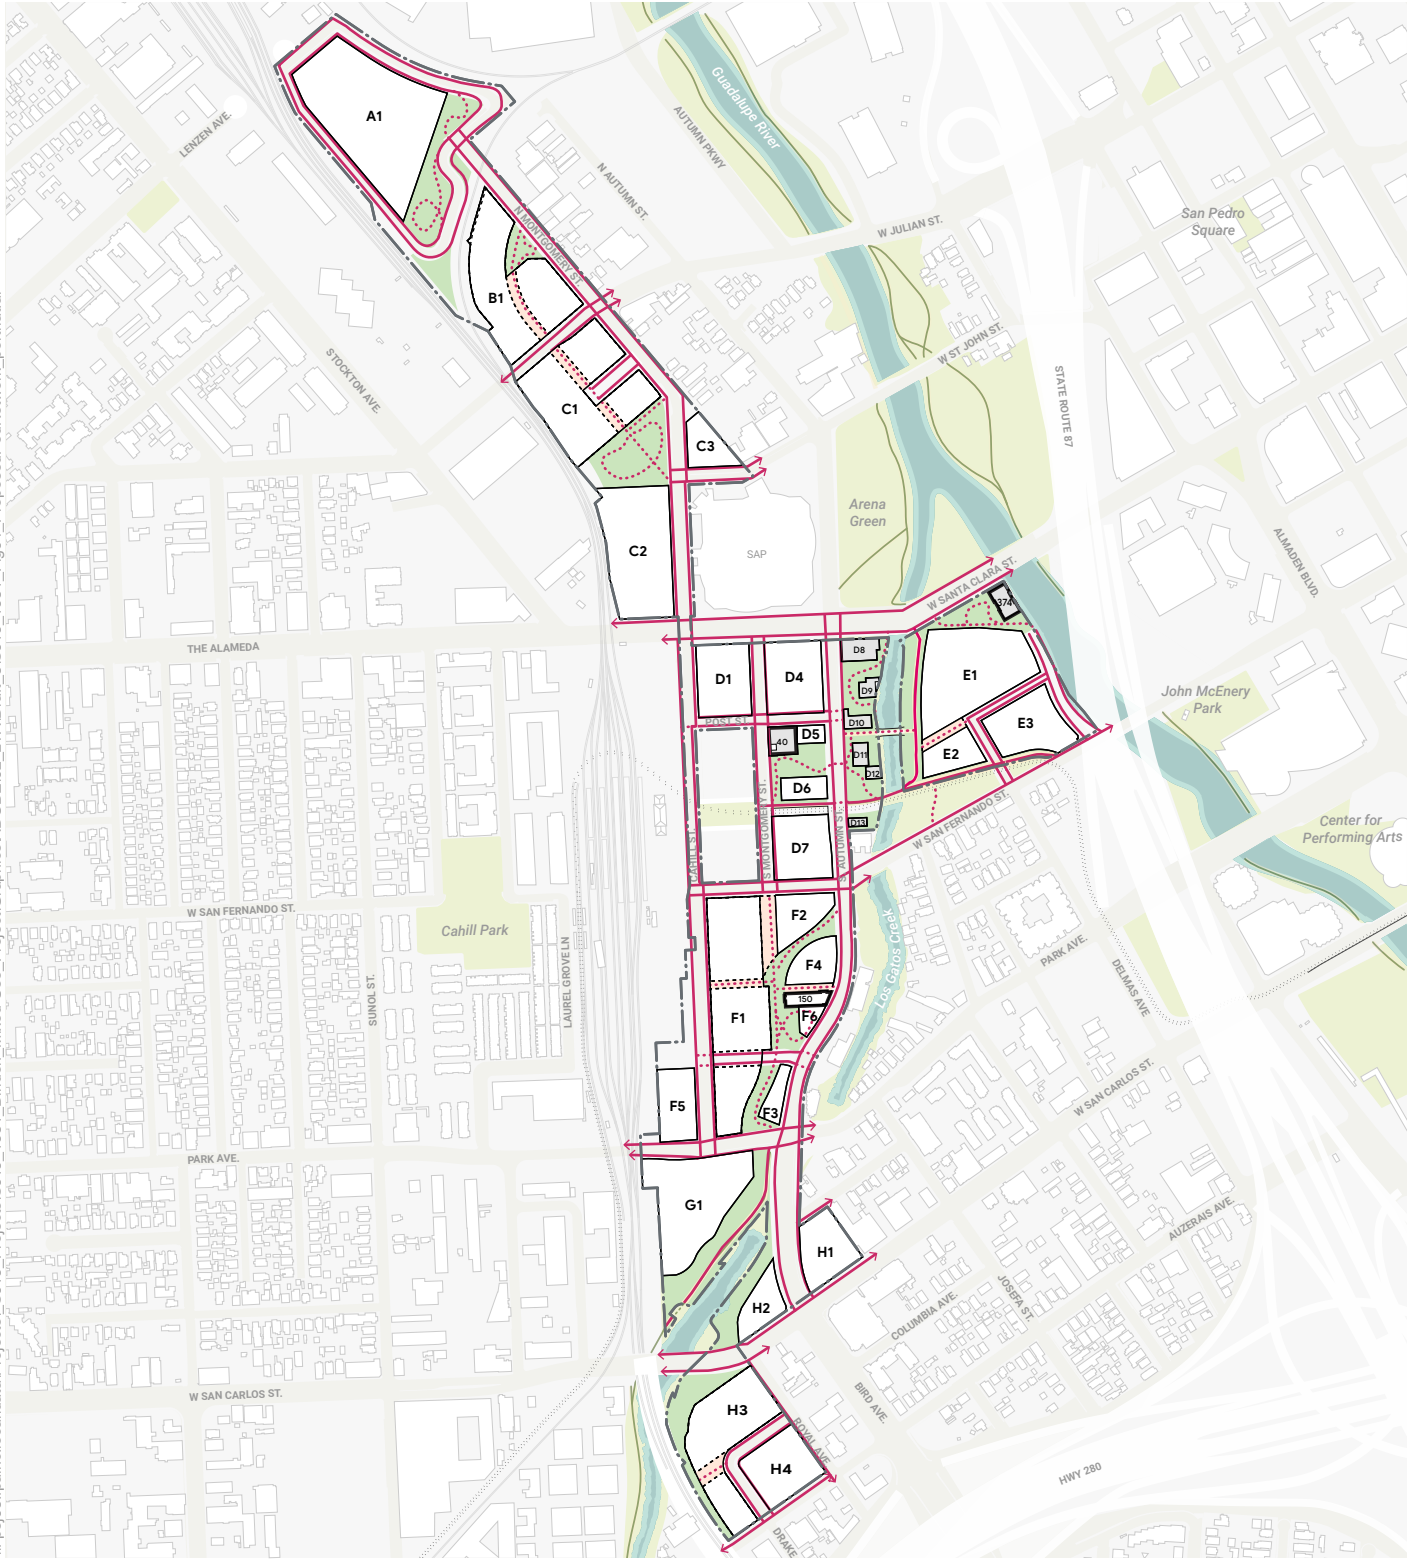 A1
Guadalupe River
AUTUMN PKWY
LENZEN AVE.
N AUTUMN ST.
San Pedro
Square
W JULIAN ST.
N MONTGOMERY ST.
B1
W ST JOHN ST.
STOCKTON AVE
STATE ROUTE 87
C1
C3
Arena
Green
C2
SAP
ALMADEN BLVD.
W SANTA CLARA ST.
374
THE ALAMEDA
D1
D4
D8
D9
E1
John McEnery
Park
POST ST.
D10
E3
40
D5
D11
E2
D12
D6
S MONTGOMERY ST.
S AUTUMN ST.
CAHILL ST.
D13
W SAN FERNANDO ST.
Center for
Performing Arts
D7
W SAN FERNANDO ST.
F2
Cahill Park
Los Gatos Creek
PARK AVE.
F4
DELMAS AVE
LAUREL GROVE LN
SUNOL ST.
150
F1
F6
F5
F3
W SAN CARLOS ST.
PARK AVE.
G1
AUZERAIS AVE.
H1
H2
JOSEFA ST.
COLUMBIA AVE.
W SAN CARLOS ST.
BIRD AVE.
H3
ROYAL AVE.
H4
HWY 280
DRAKE